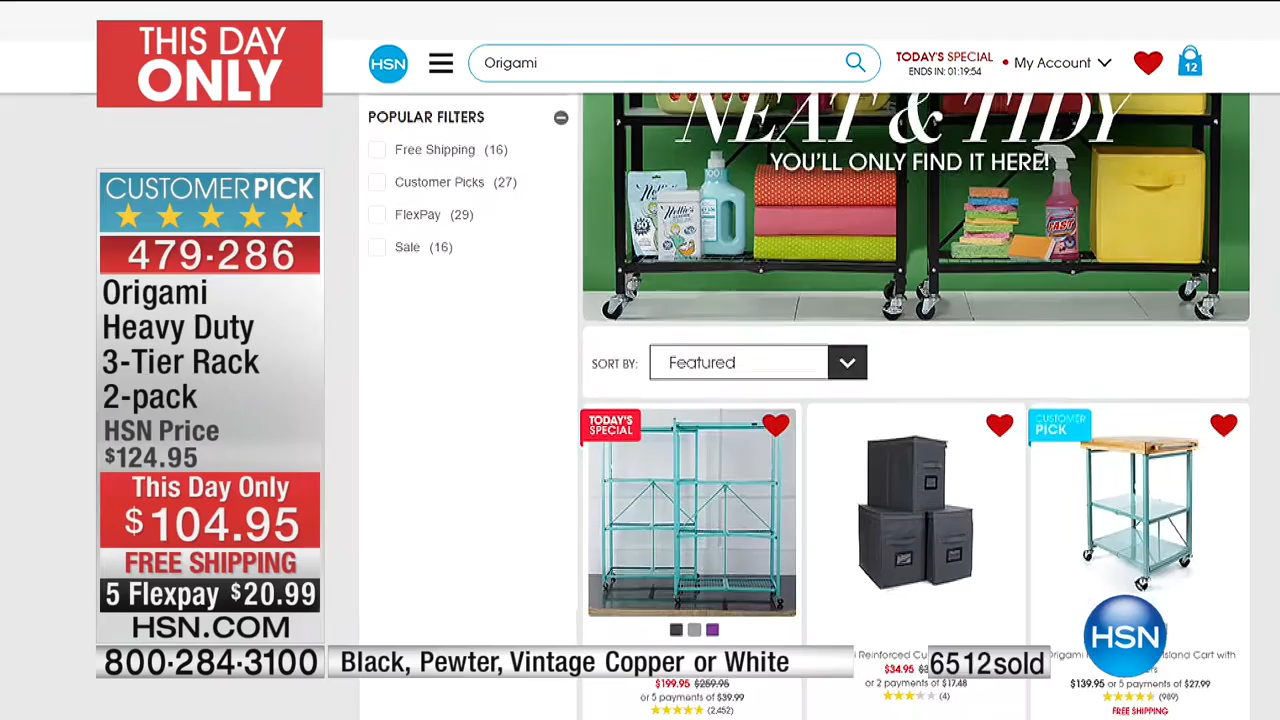 THIS DAY
ONLY
HSN
Origami
TODAY'S SPECIAL
ENDS IN: 01:19:54
My Account
12
CUSTOMER PICK
479·286
Origami
Heavy Duty
3-Tier Rack
2-pack
HSN Price
$124.95
This Day Only
$104.95
FREE SHIPPING
5 Flexpay $20.99
HSN.COM
800·284·3100
POPULAR FILTERS
Free Shipping (16)
Customer Picks (27)
FlexPay (29)
Sale (16)
NEAT & TIDY
YOU'LL ONLY FIND IT HERE!
SORT BY:
Featured
TODAY'S
SPECIAL
CUSTOMER
PICK
HSN
Black, Pewter, Vintage Copper or White
6512sold
Reinforced
Island Cart with
$199.95 $259.95
or 5 payments of $39.99
(2,452)
$34.95
or 2 payments of $17.48
(4)
$139.95 or 5 payments of $27.99
(989)
FREE SHIPPING